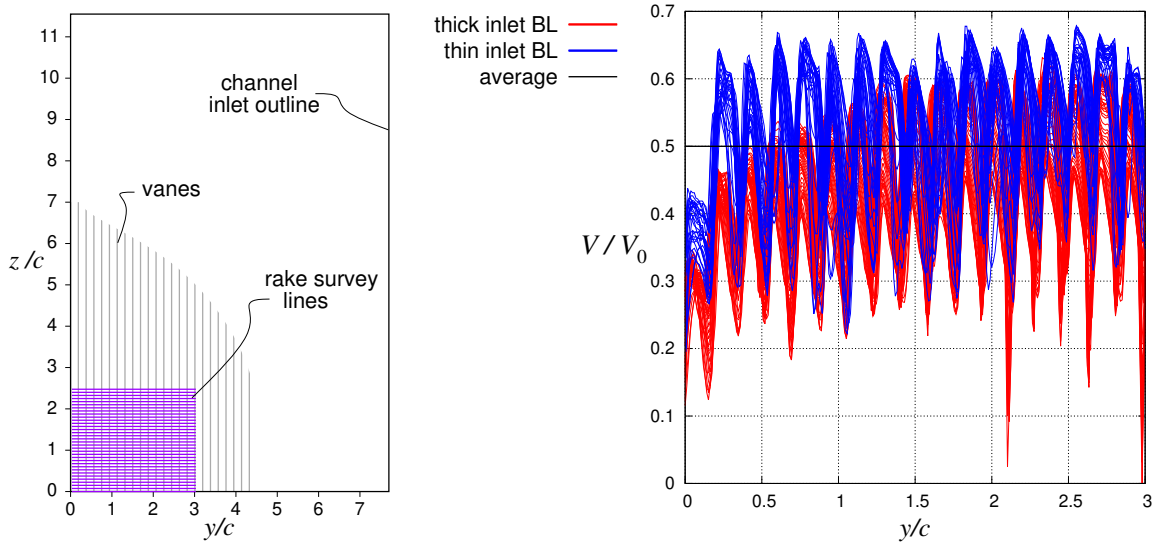 11
10
9
8
7
6
5
4
3
2
1
0
z/c
0 1 2 3 4 5 6 7
y/c
channel
inlet outline
vanes
rake survey
lines
thick inlet BL
thin inlet BL
average
0.7
0.6
0.5
0.4
0.3
0.2
0.1
0
V/V₀
0 0.5 1 1.5 2 2.5 3
y/c